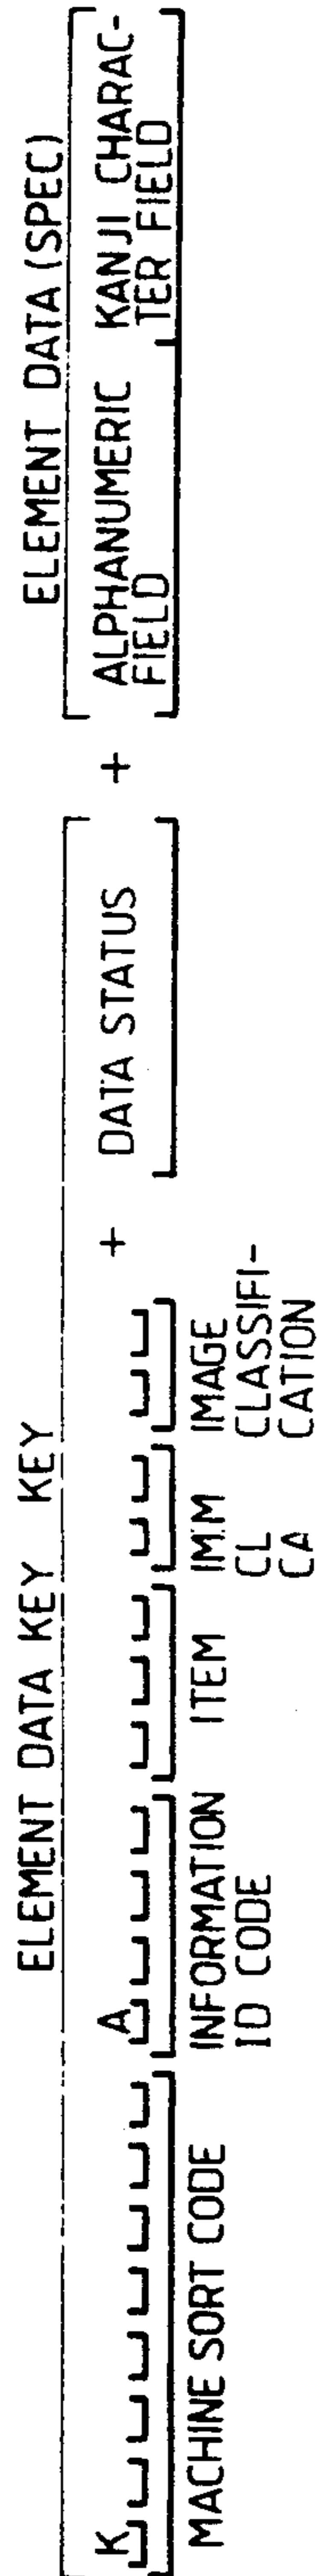 ELEMENT DATA KEY KEY
ELEMENT DATA (SPEC)
K
A
+ DATA STATUS +
ALPHANUMERIC
FIELD
KANJI CHARAC-
TER FIELD
MACHINE SORT CODE
INFORMATION
ID CODE
ITEM
IM.M
CL
CA
IMAGE
CLASSIFI-
CATION